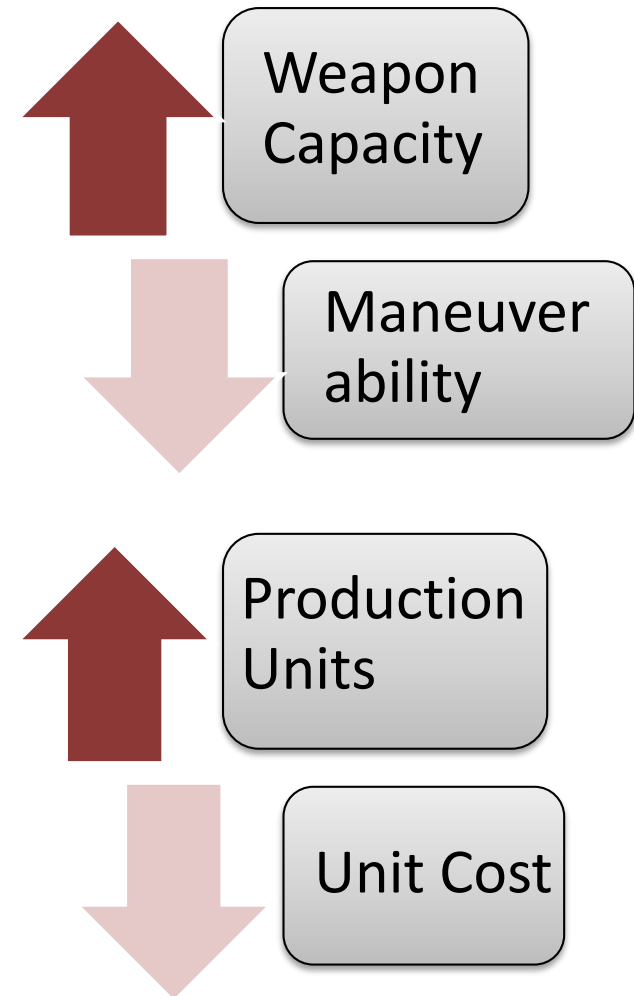 Weapon
Capacity
Maneuver
ability
Production
Units
Unit Cost